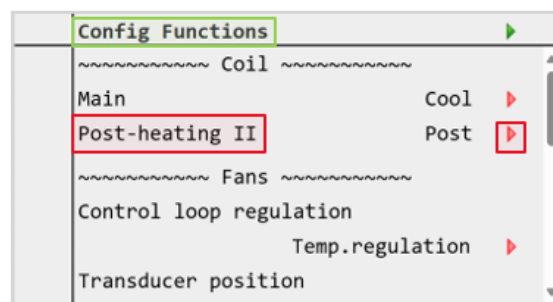 Config Functions
~~~~~~~~~~~ Coil ~~~~~~~~~~~
Main Cool
Post-heating II Post
~~~~~~~~~~~ Fans ~~~~~~~~~~~
Control loop regulation
Temp.regulation
Transducer position